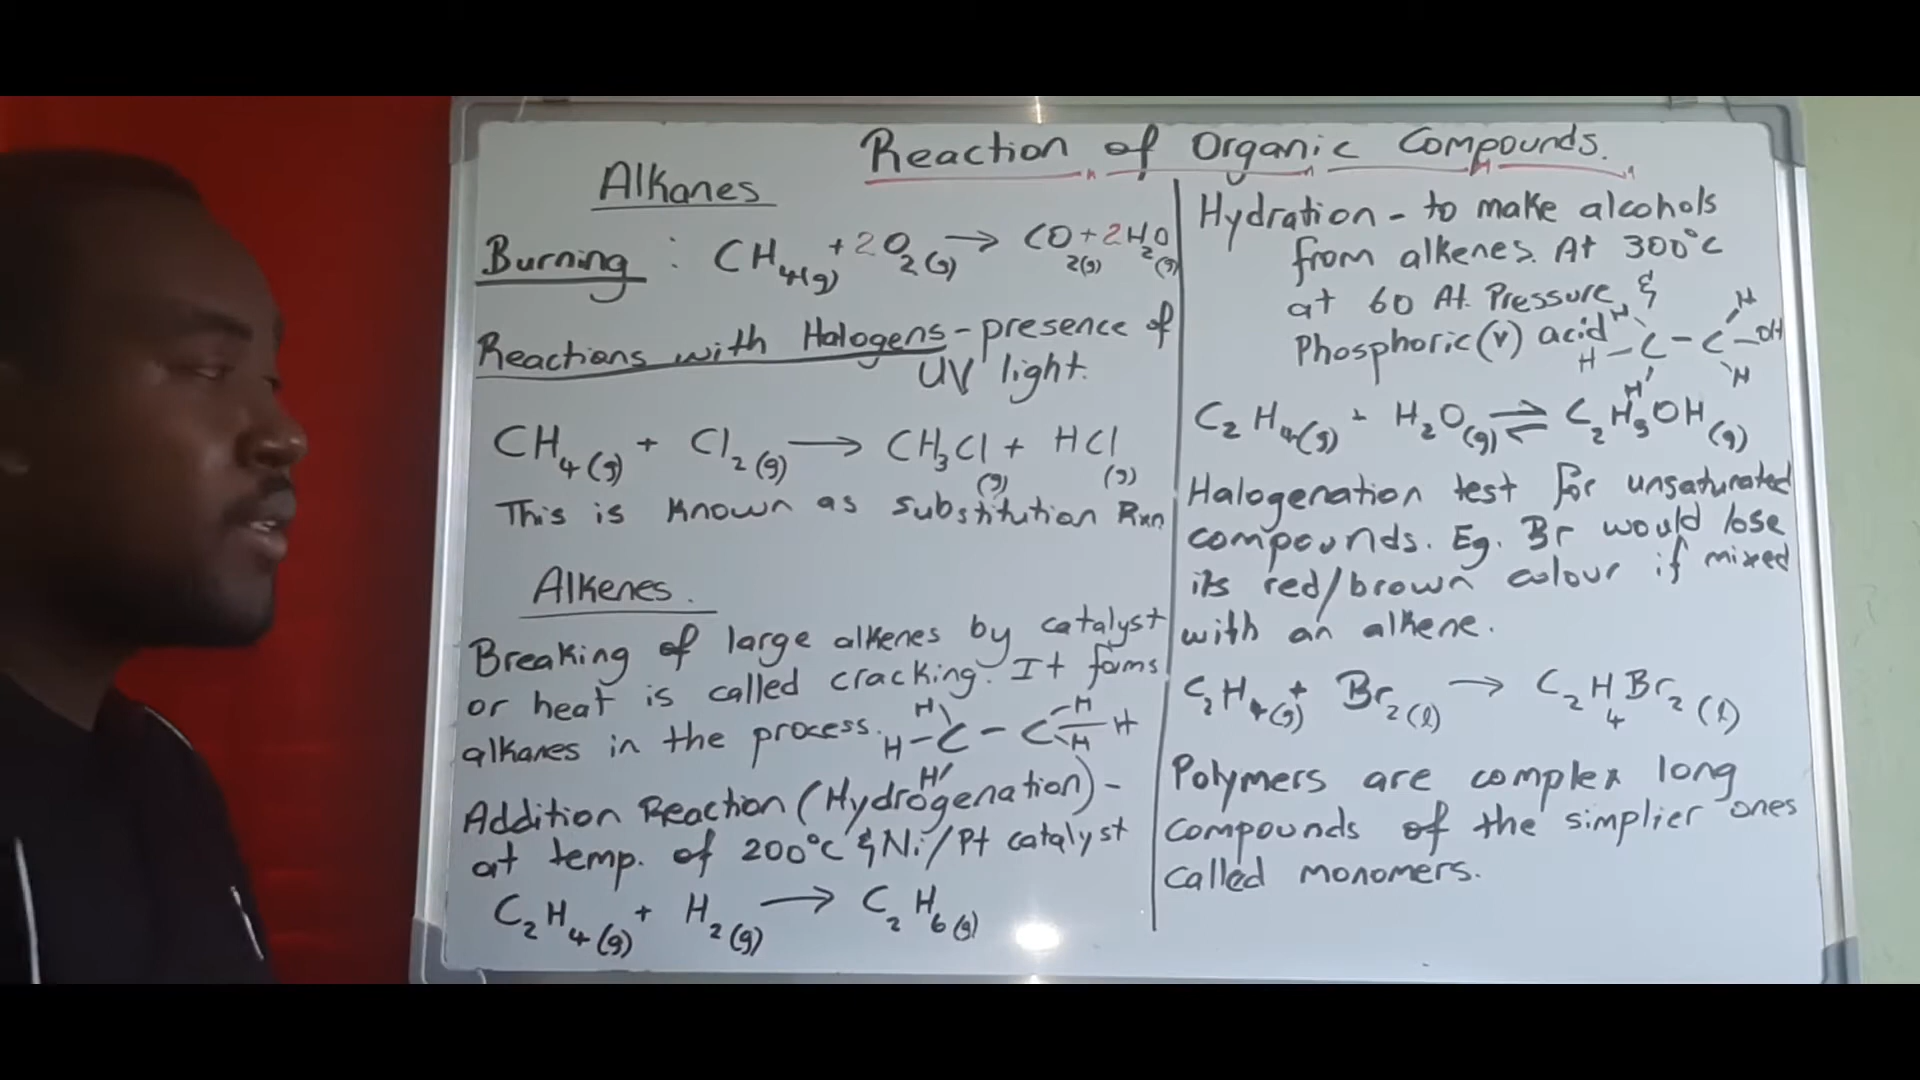 Reaction of Organic Compounds.
Alkanes
Burning : CH4(g) + 2O2(g) → CO2(g) + 2H2O(g)
Reactions with Halogens - presence of
UV light.
CH4(g) + Cl2(g) → CH3Cl(g) + HCl(g)
This is known as substitution Rxn
Alkenes.
Breaking of large alkenes by catalyst
or heat is called cracking. It forms
alkanes in the process.
H H
H - C - C - H
H H
Addition Reaction (Hydrogenation) -
at temp. of 200°C & Ni/Pt catalyst
C2H4(g) + H2(g) → C2H6(g)
Hydration - to make alcohols
from alkenes. At 300°C
at 60 At. Pressure &
Phosphoric(v) acid
H H
H - C - C - OH
H H
C2H4(g) + H2O(g) ⇌ C2H5OH(g)
Halogenation test for unsaturated
compounds. Eg. Br would lose
its red/brown colour if mixed
with an alkene.
C2H4(g) + Br2(l) → C2H4Br2(l)
Polymers are complex long
compounds of the simplier ones
called monomers.